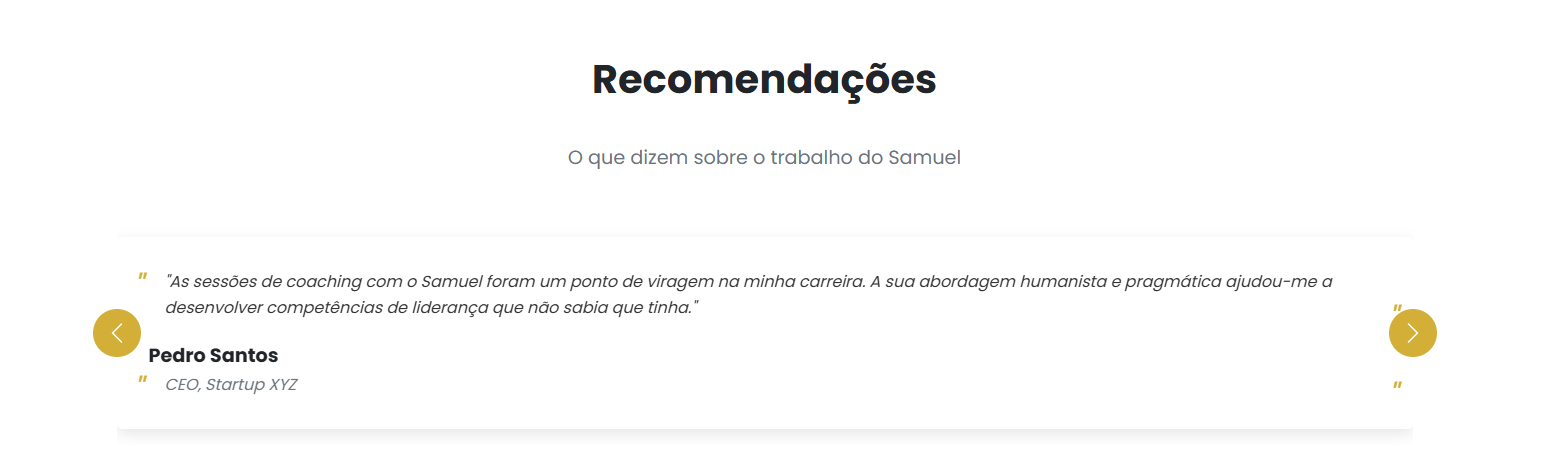 Recomendações
O que dizem sobre o trabalho do Samuel
" "As sessões de coaching com o Samuel foram um ponto de viragem na minha carreira. A sua abordagem humanista e pragmática ajudou-me a
desenvolver competências de liderança que não sabia que tinha." "
Pedro Santos
" CEO, Startup XYZ "